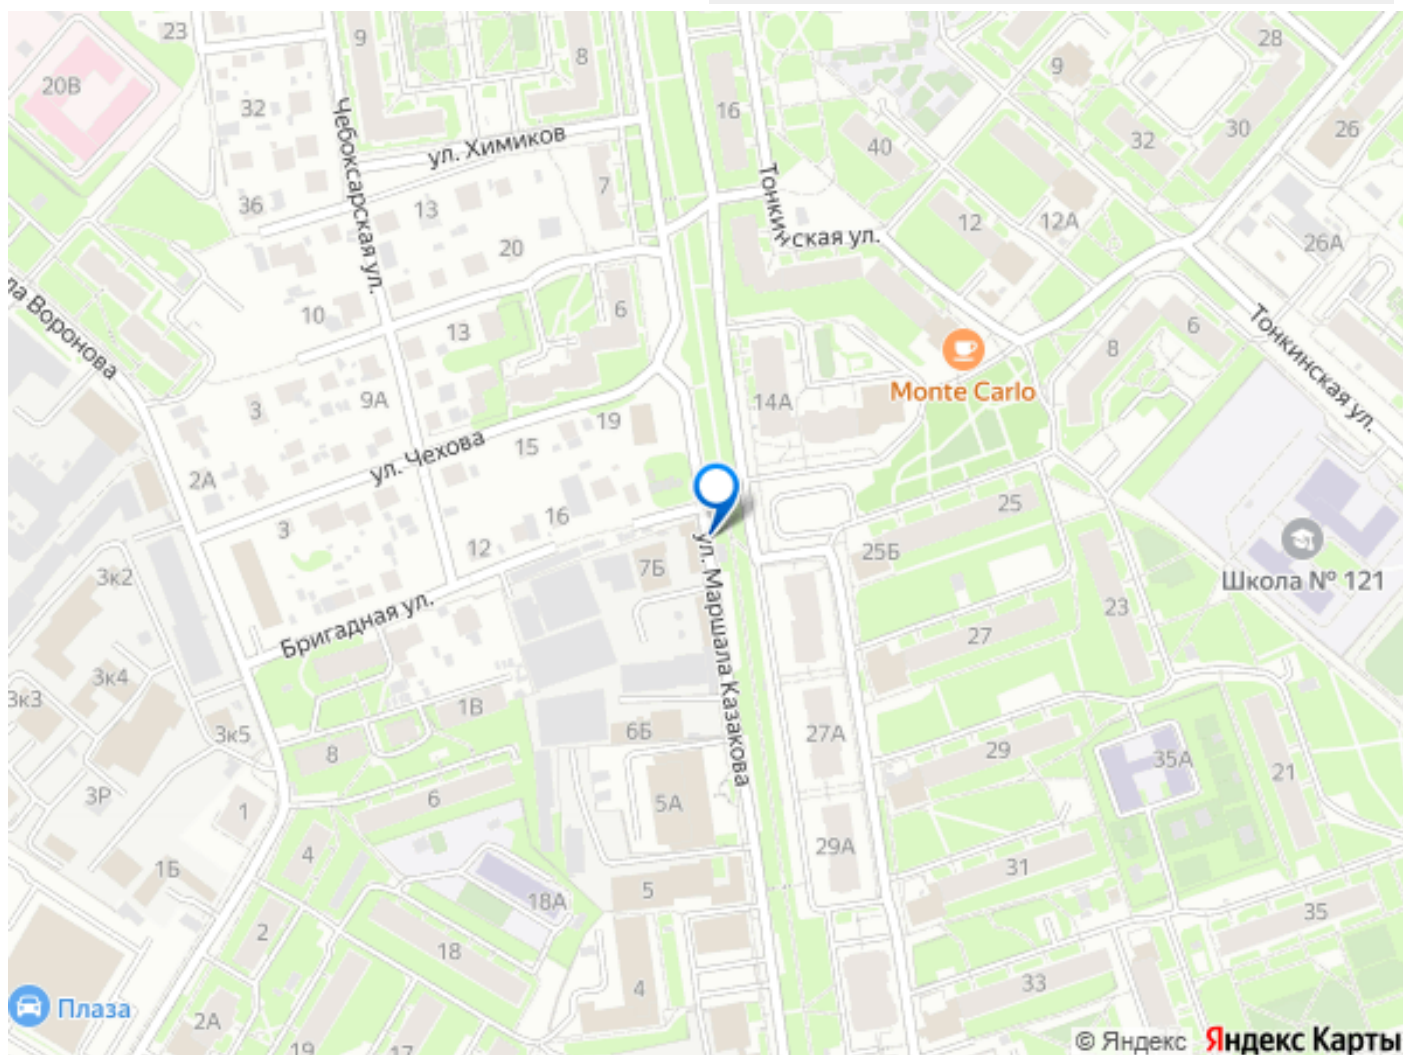 23
9
8
28
20В
32
16
9
26
40
32
30
ул. Химиков
Чебоксарская ул.
7
Тонкинская ул.
36
13
12
12А
20
26А
ла Воронова
10
13
6
6
8
Тонкинская ул.
Monte Carlo
3
9А
14А
19
15
ул. Чехова
2А
3
16
25
12
25Б
Школа № 121
3к2
7Б
ул. Маршала Казакова
23
Бригадная ул.
27
3к4
3к3
1В
3к5
6Б
27А
29
8
35А
21
3Р
6
5А
1
29А
4
31
1Б
5
18А
35
2
18
33
4
Плаза
2А
19
17
© Яндекс Яндекс Карты